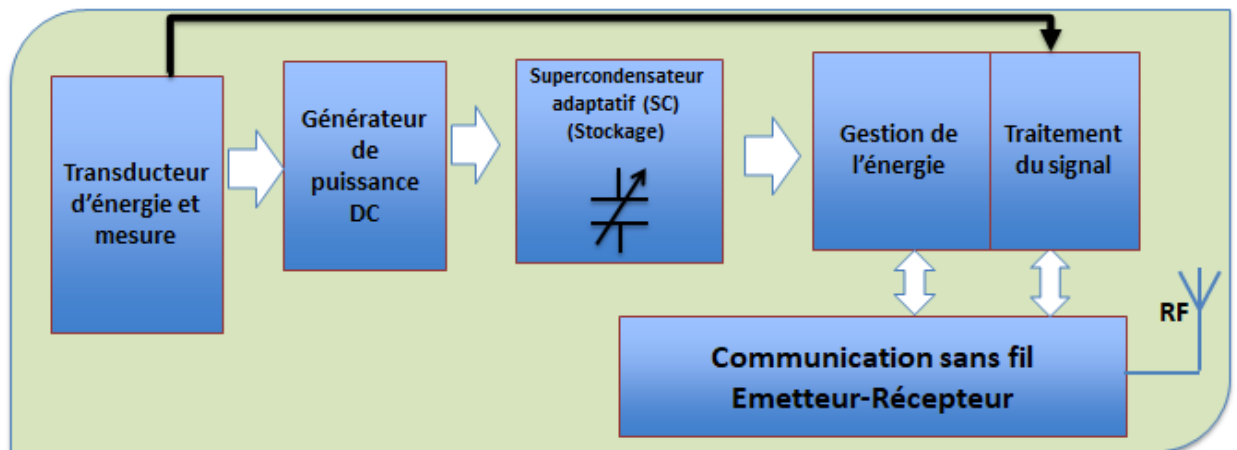 Transducteur
d'énergie et
mesure
Générateur
de
puissance
DC
Supercondensateur
adaptatif (SC)
(Stockage)
Gestion de
l'énergie
Traitement
du signal
RF
Communication sans fil
Emetteur-Récepteur